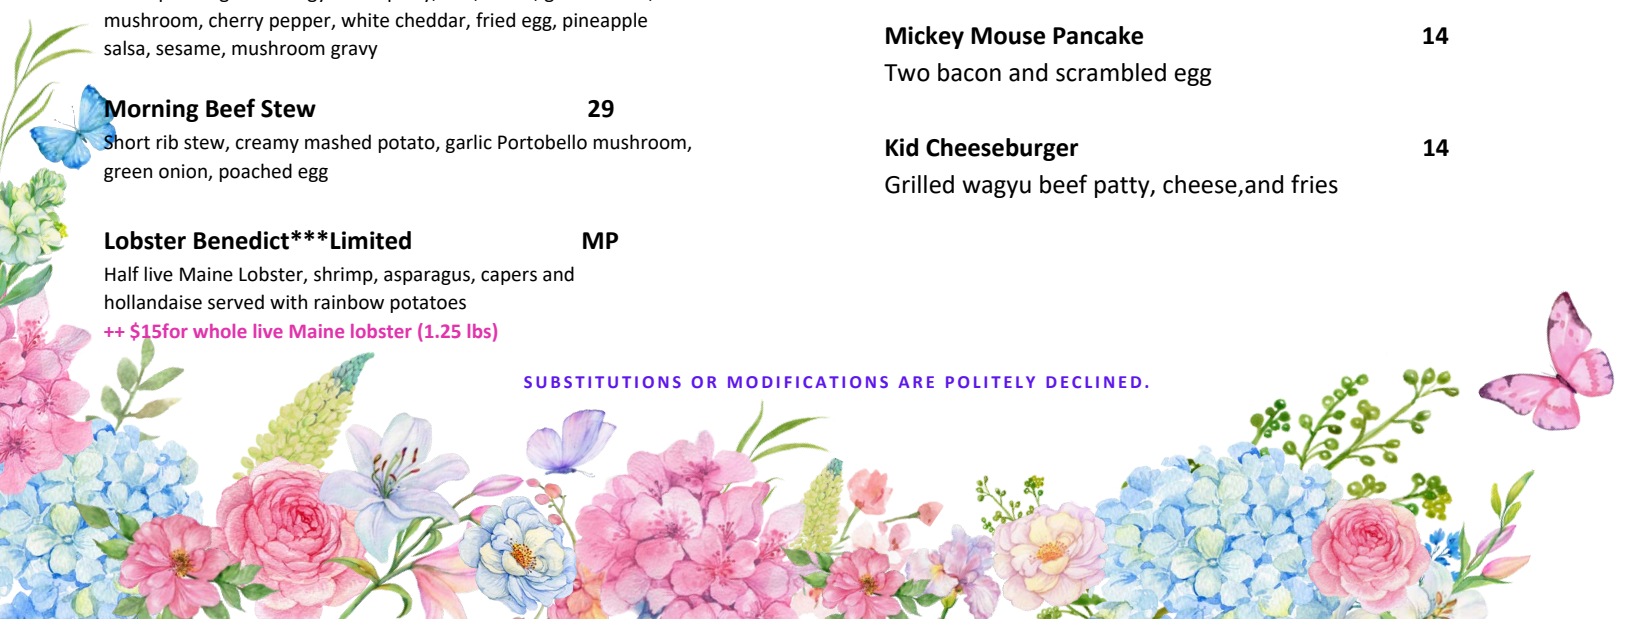 mushroom, cherry pepper, white cheddar, fried egg, pineapple
salsa, sesame, mushroom gravy
Morning Beef Stew 29
Short rib stew, creamy mashed potato, garlic Portobello mushroom,
green onion, poached egg
Lobster Benedict***Limited MP
Half live Maine Lobster, shrimp, asparagus, capers and
hollandaise served with rainbow potatoes
++ $15for whole live Maine lobster (1.25 lbs)
Mickey Mouse Pancake 14
Two bacon and scrambled egg
Kid Cheeseburger 14
Grilled wagyu beef patty, cheese,and fries
SUBSTITUTIONS OR MODIFICATIONS ARE POLITELY DECLINED.